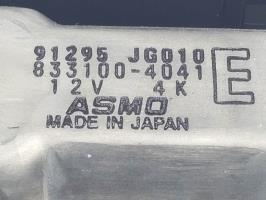 91295 JG010
833100-4041
12V 4K
E
ASMO
MADE IN JAPAN